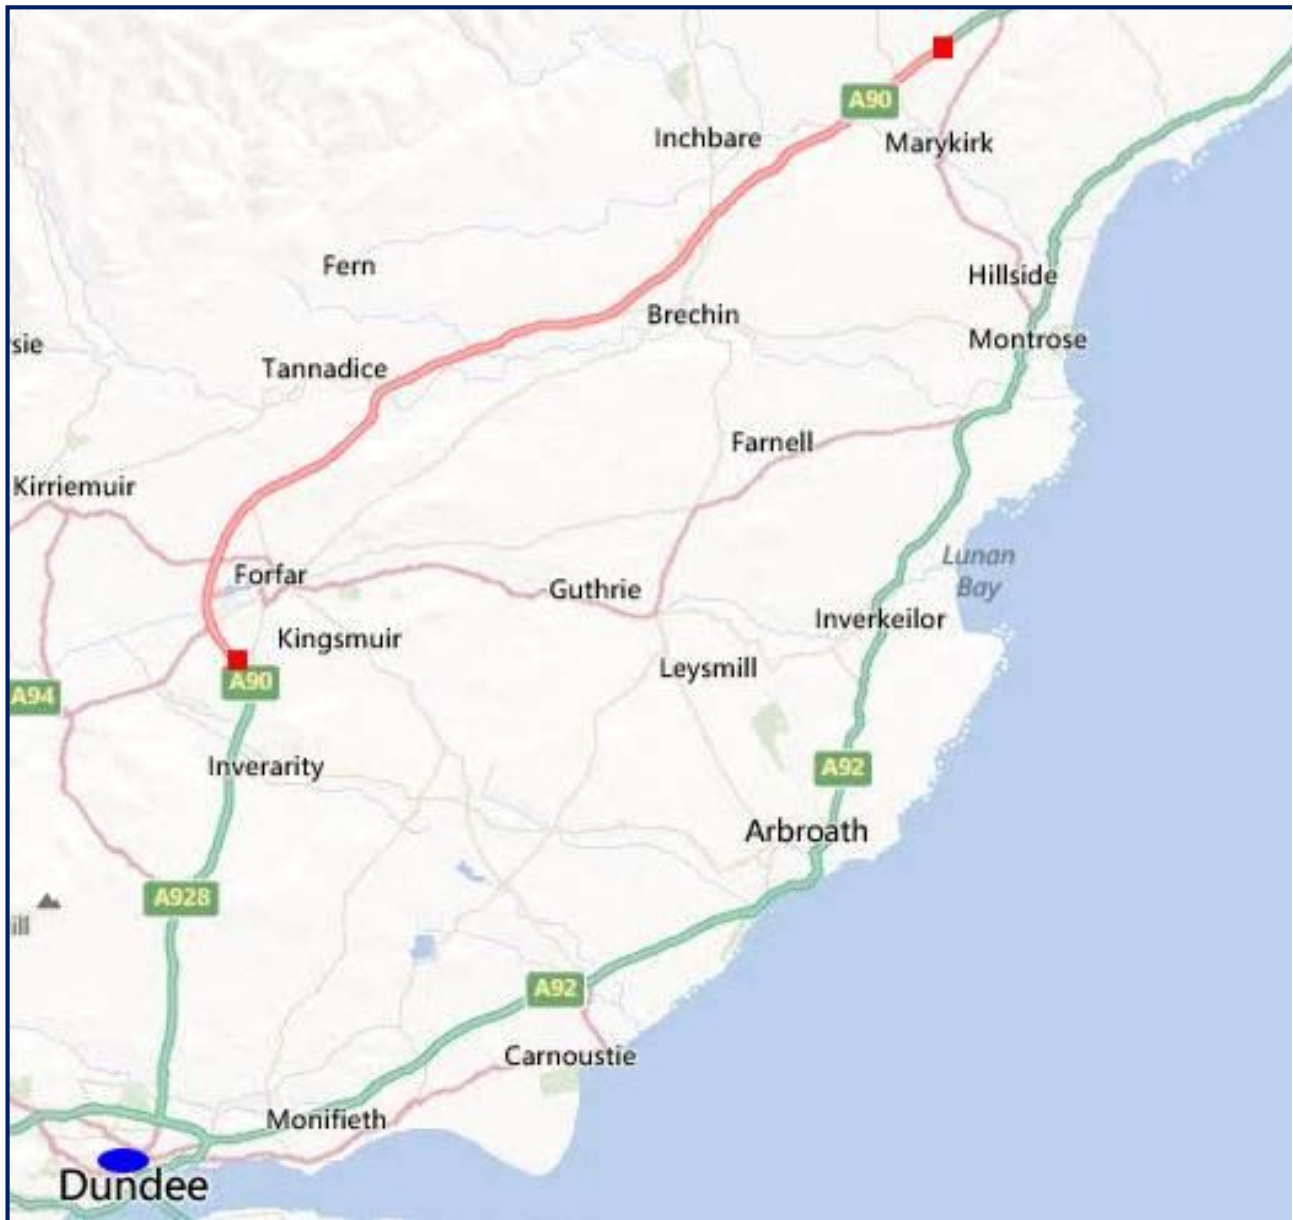 A90
Inchbare
Marykirk
Fern
Hillside
Brechin
sie
Montrose
Tannadice
Farnell
Kirriemuir
Lunan
Bay
Forfar
Guthrie
Inverkeilor
Kingsmuir
Leysmill
A90
A94
Inverarity
A92
Arbroath
A928
ill
A92
Carnoustie
Monifieth
Dundee